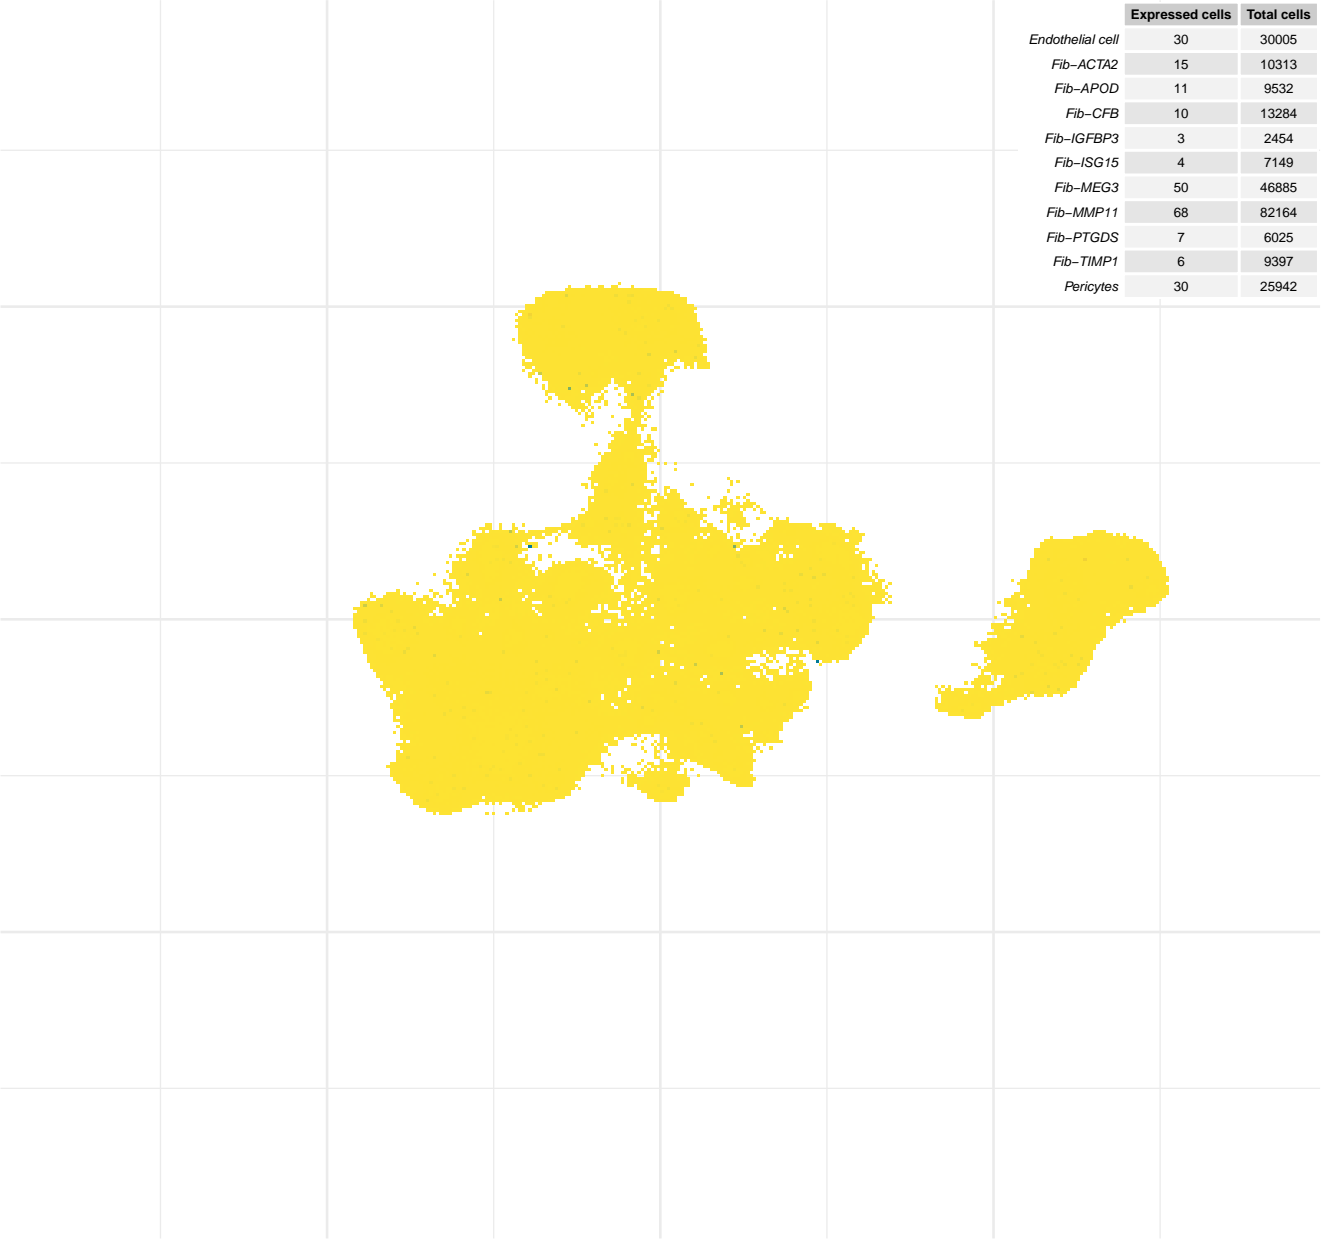 Expressed cells Total cells
Endothelial cell 30 30005
Fib−ACTA2 15 10313
Fib−APOD 11 9532
Fib−CFB 10 13284
Fib−IGFBP3 3 2454
Fib−ISG15 4 7149
Fib−MEG3 50 46885
Fib−MMP11 68 82164
Fib−PTGDS 7 6025
Fib−TIMP1 6 9397
Pericytes 30 25942